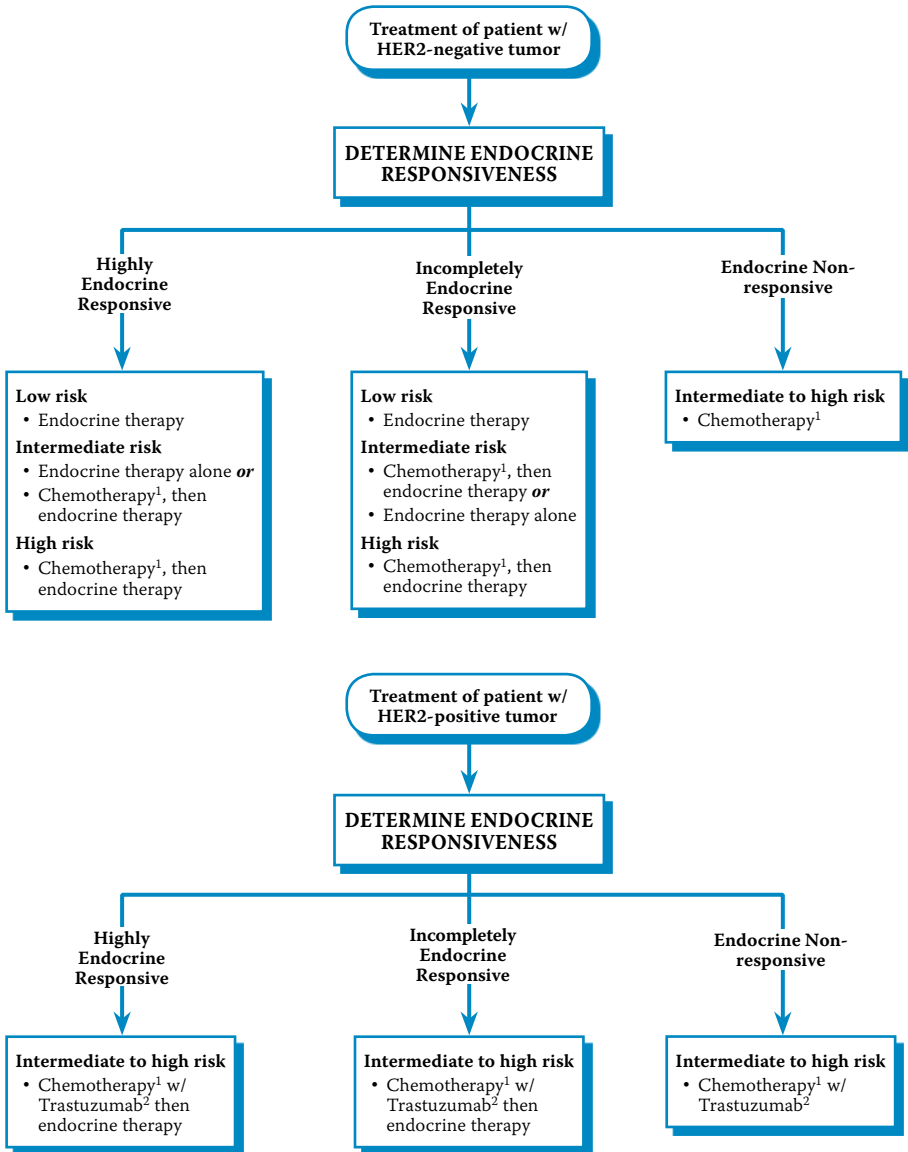 Treatment of patient w/
HER2-negative tumor
DETERMINE ENDOCRINE
RESPONSIVENESS
Highly
Endocrine
Responsive
Incompletely
Endocrine
Responsive
Endocrine Non-
responsive
Low risk
• Endocrine therapy
Intermediate risk
• Endocrine therapy alone or
• Chemotherapy¹, then
endocrine therapy
High risk
• Chemotherapy¹, then
endocrine therapy
Low risk
• Endocrine therapy
Intermediate risk
• Chemotherapy¹, then
endocrine therapy or
• Endocrine therapy alone
High risk
• Chemotherapy¹, then
endocrine therapy
Intermediate to high risk
• Chemotherapy¹
Treatment of patient w/
HER2-positive tumor
DETERMINE ENDOCRINE
RESPONSIVENESS
Highly
Endocrine
Responsive
Incompletely
Endocrine
Responsive
Endocrine Non-
responsive
Intermediate to high risk
• Chemotherapy¹ w/
Trastuzumab² then
endocrine therapy
Intermediate to high risk
• Chemotherapy¹ w/
Trastuzumab² then
endocrine therapy
Intermediate to high risk
• Chemotherapy¹ w/
Trastuzumab²